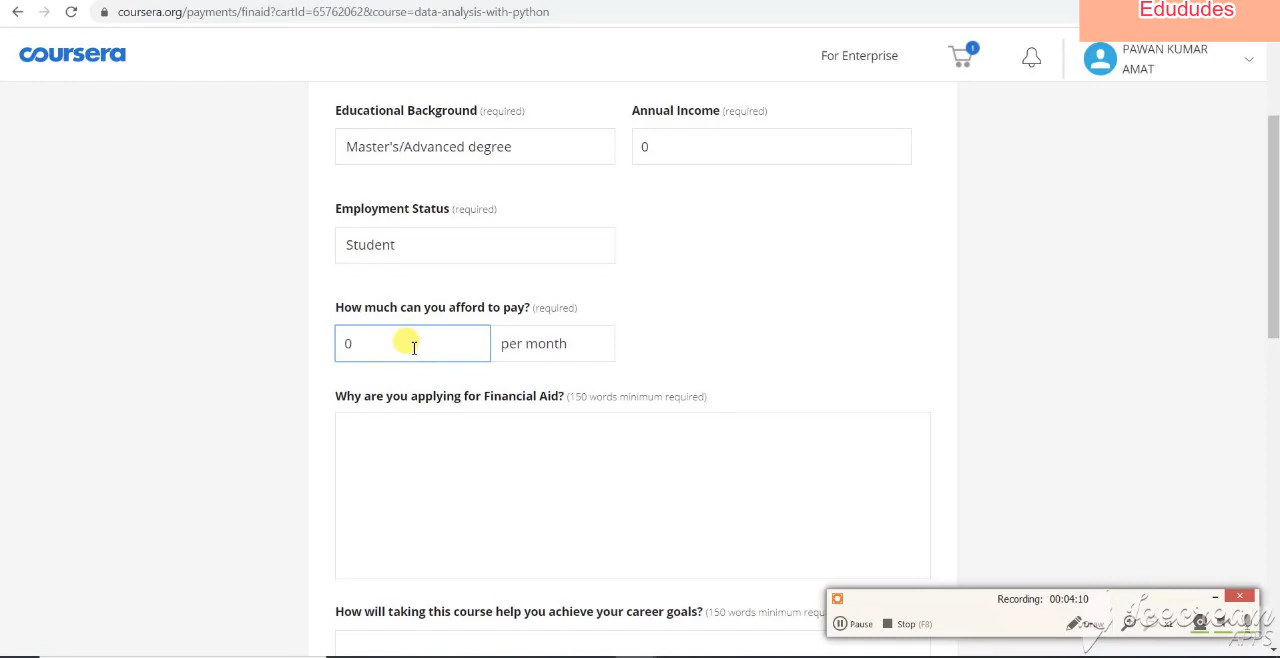 coursera.org/payments/finaid?cartId=65762062&course=data-analysis-with-python
Edududes
coursera
For Enterprise
1
PAWAN KUMAR
AMAT
Educational Background (required)
Annual Income (required)
Master's/Advanced degree
0
Employment Status (required)
Student
How much can you afford to pay? (required)
0
per month
Why are you applying for Financial Aid? (150 words minimum required)
How will taking this course help you achieve your career goals? (150 words minimum requ
Recording: 00:04:10
Pause
Stop (F8)
Draw
APPS